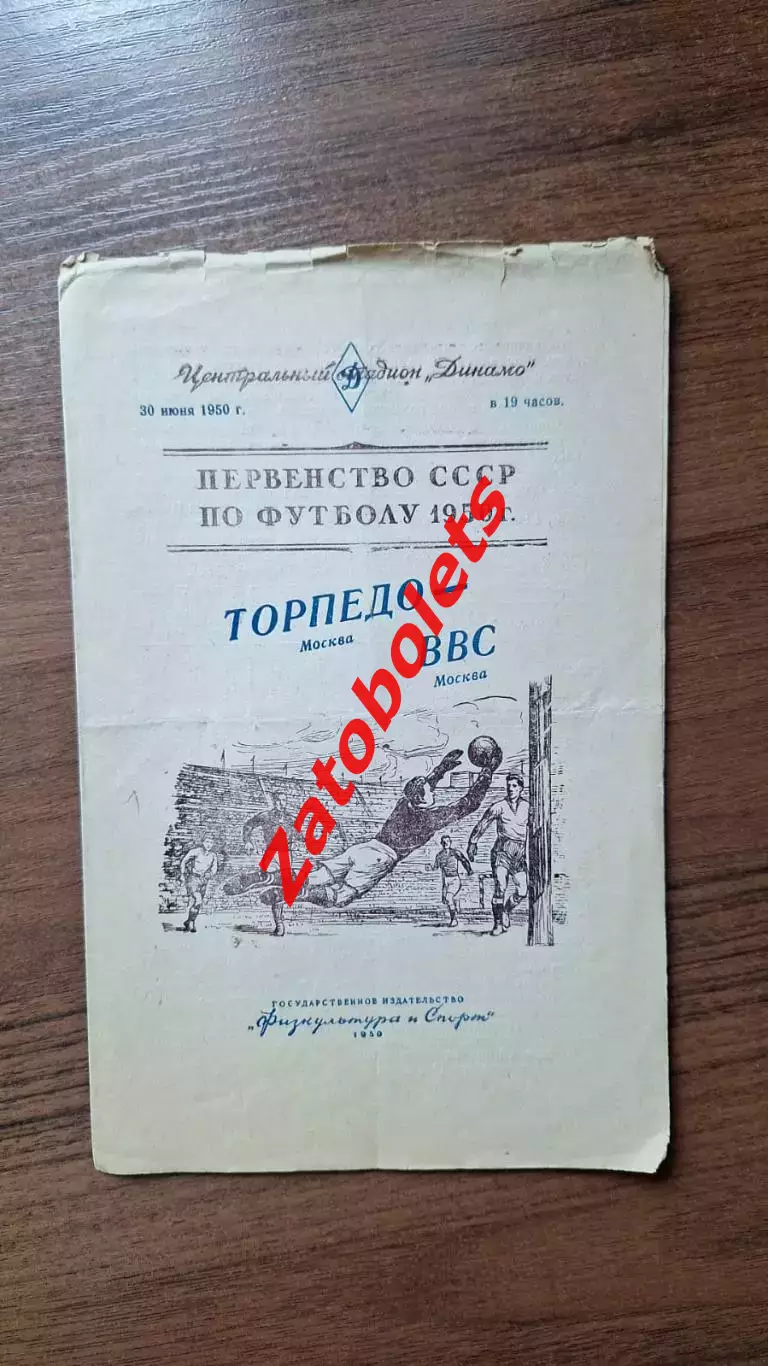 Центральный стадион „Динамо"
Д
30 июня 1950 г.
в 19 часов.
ПЕРВЕНСТВО СССР
ПО ФУТБОЛУ 1950 г.
ТОРПЕДО —
Москва
ВВС
Москва
Zatobolets
ГОСУДАРСТВЕННОЕ ИЗДАТЕЛЬСТВО
„Физкультура и Спорт"
1950